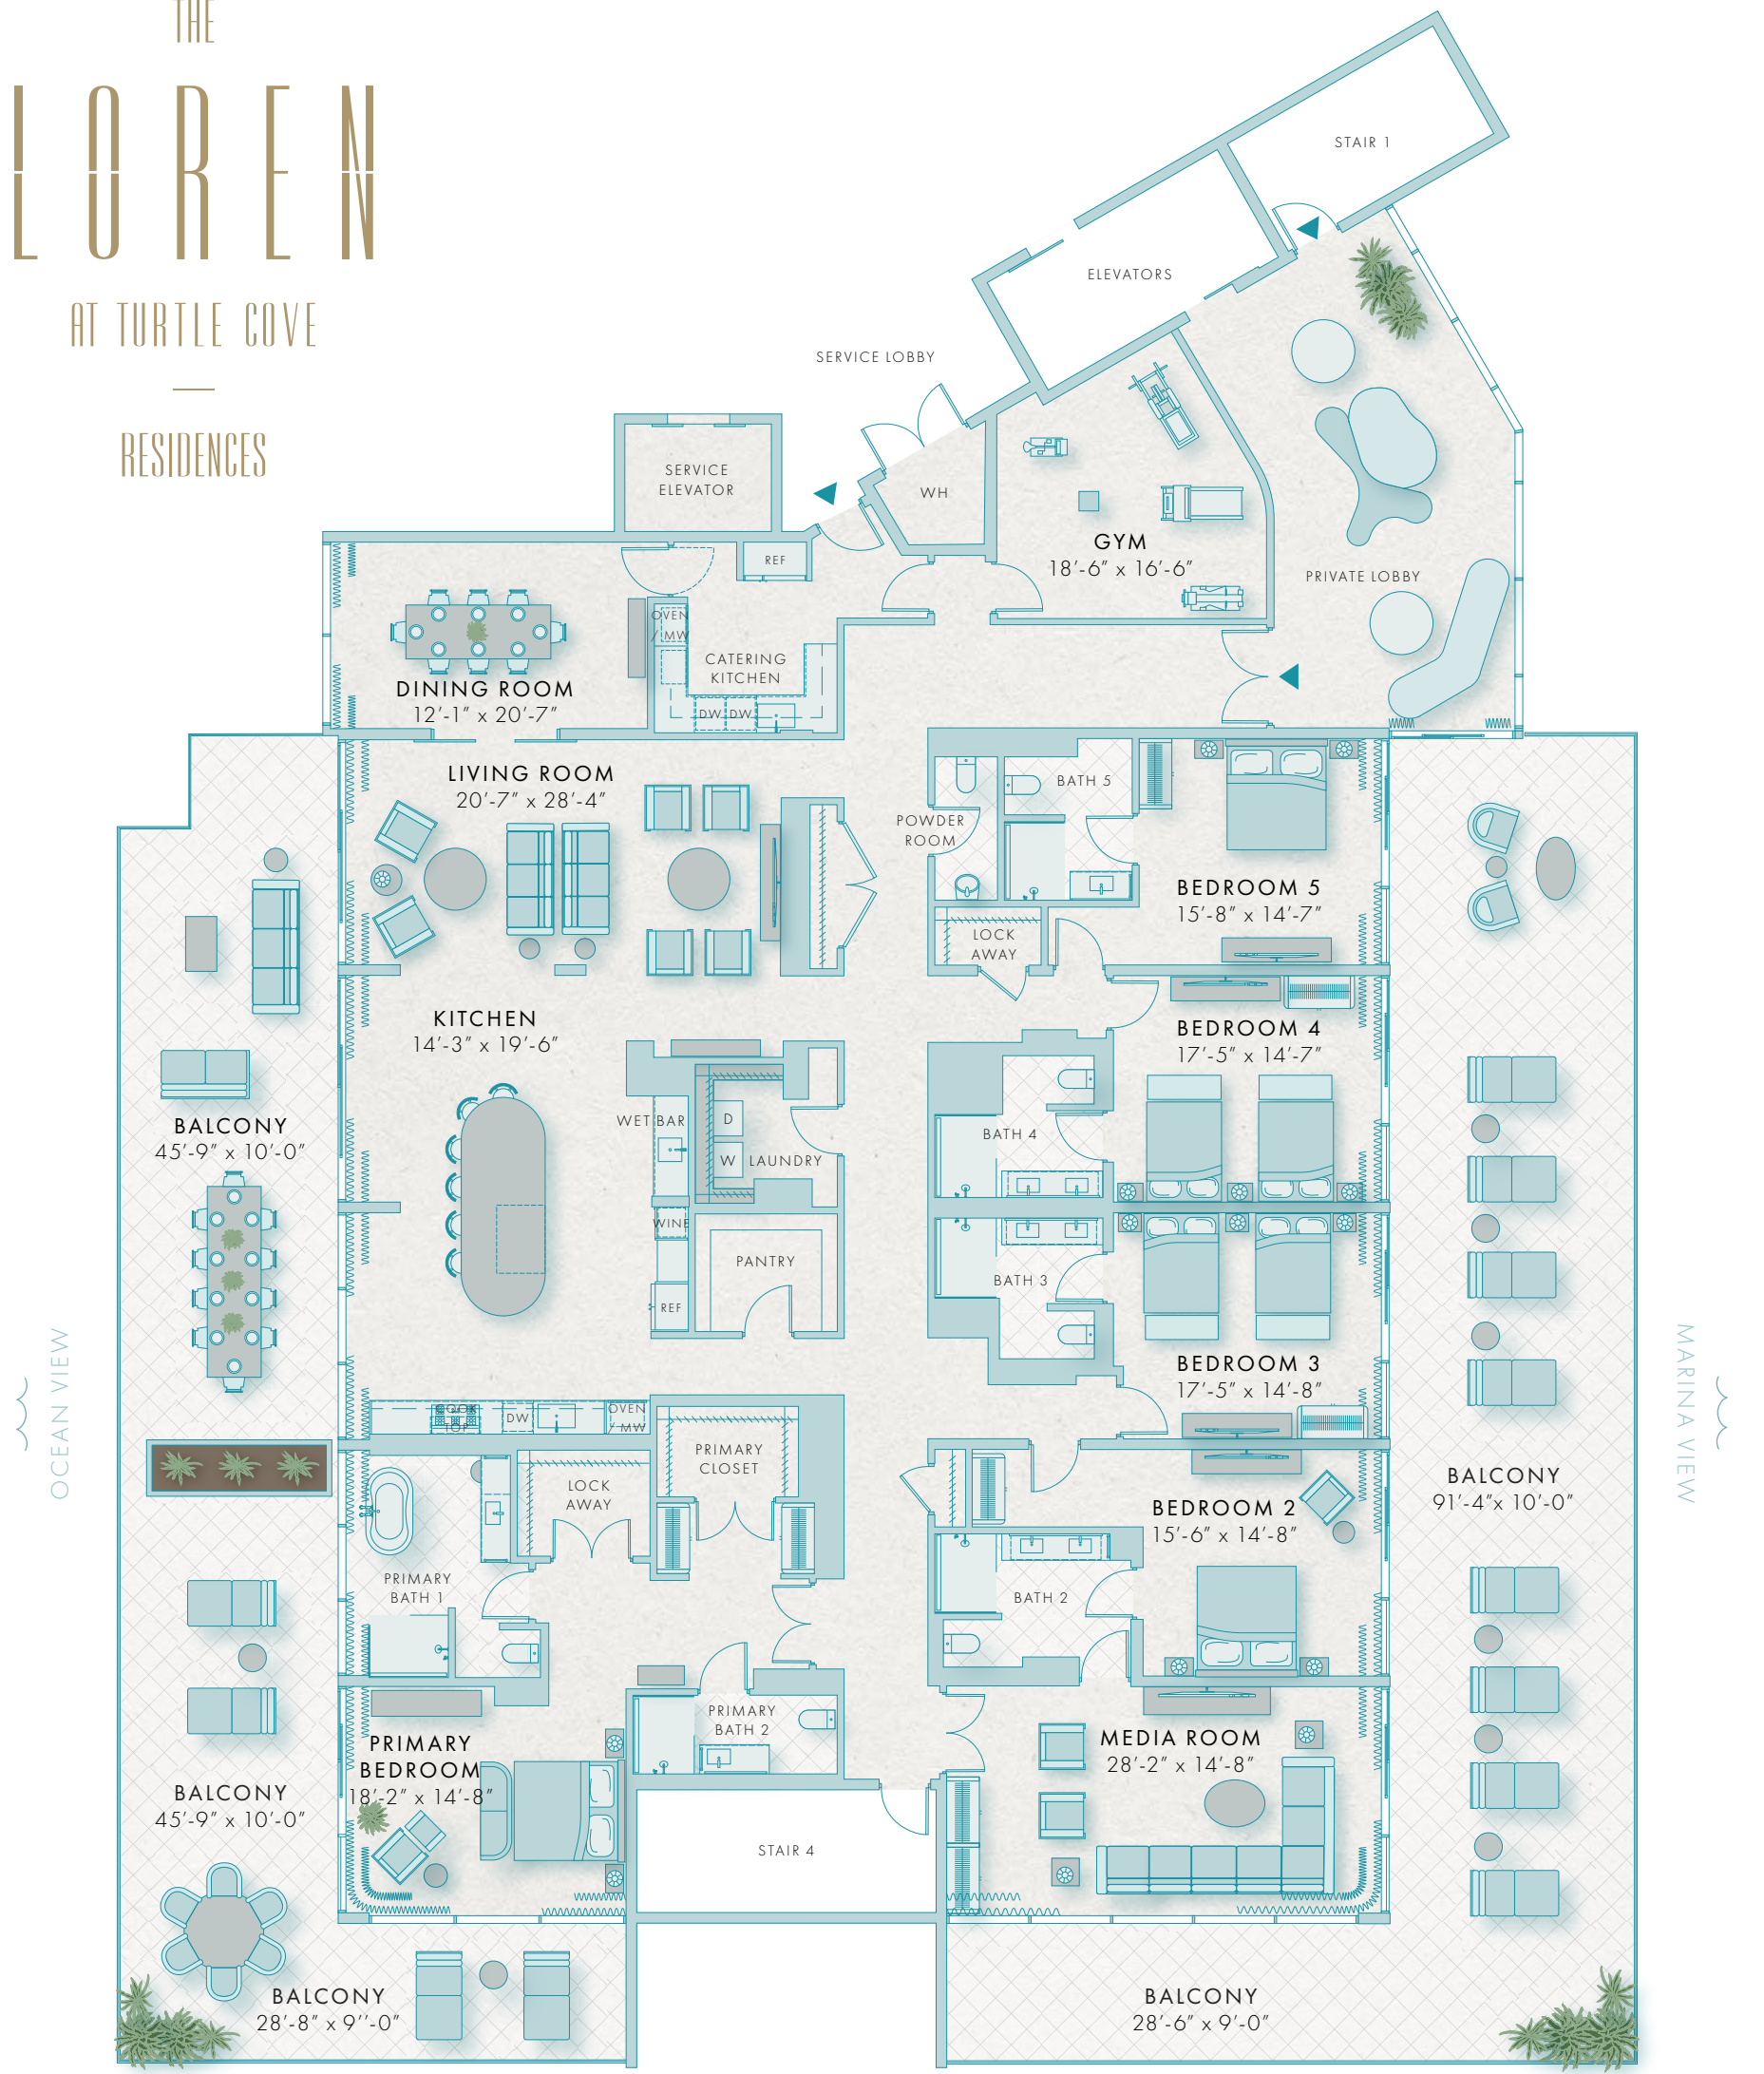 THE
LOREN
AT TURTLE COVE
RESIDENCES
STAIR 1
ELEVATORS
SERVICE LOBBY
SERVICE
ELEVATOR
WH
GYM
18'-6" x 16'-6"
PRIVATE LOBBY
REF
OVEN
/ MW
CATERING
KITCHEN
DW
DW
DINING ROOM
12'-1" x 20'-7"
LIVING ROOM
20'-7" x 28'-4"
POWDER
ROOM
BATH 5
BEDROOM 5
15'-8" x 14'-7"
LOCK
AWAY
KITCHEN
14'-3" x 19'-6"
BEDROOM 4
17'-5" x 14'-7"
BALCONY
45'-9" x 10'-0"
WET BAR
D
W
LAUNDRY
BATH 4
WINE
PANTRY
REF
BATH 3
BEDROOM 3
17'-5" x 14'-8"
OCEAN VIEW
MARINA VIEW
COOK
TOP
DW
OVEN
/ MW
PRIMARY
CLOSET
LOCK
AWAY
BALCONY
91'-4"x 10'-0"
BEDROOM 2
15'-6" x 14'-8"
PRIMARY
BATH 1
BATH 2
PRIMARY
BATH 2
PRIMARY
BEDROOM
18'-2" x 14'-8"
MEDIA ROOM
28'-2" x 14'-8"
BALCONY
45'-9" x 10'-0"
STAIR 4
BALCONY
28'-8" x 9''-0"
BALCONY
28'-6" x 9'-0"